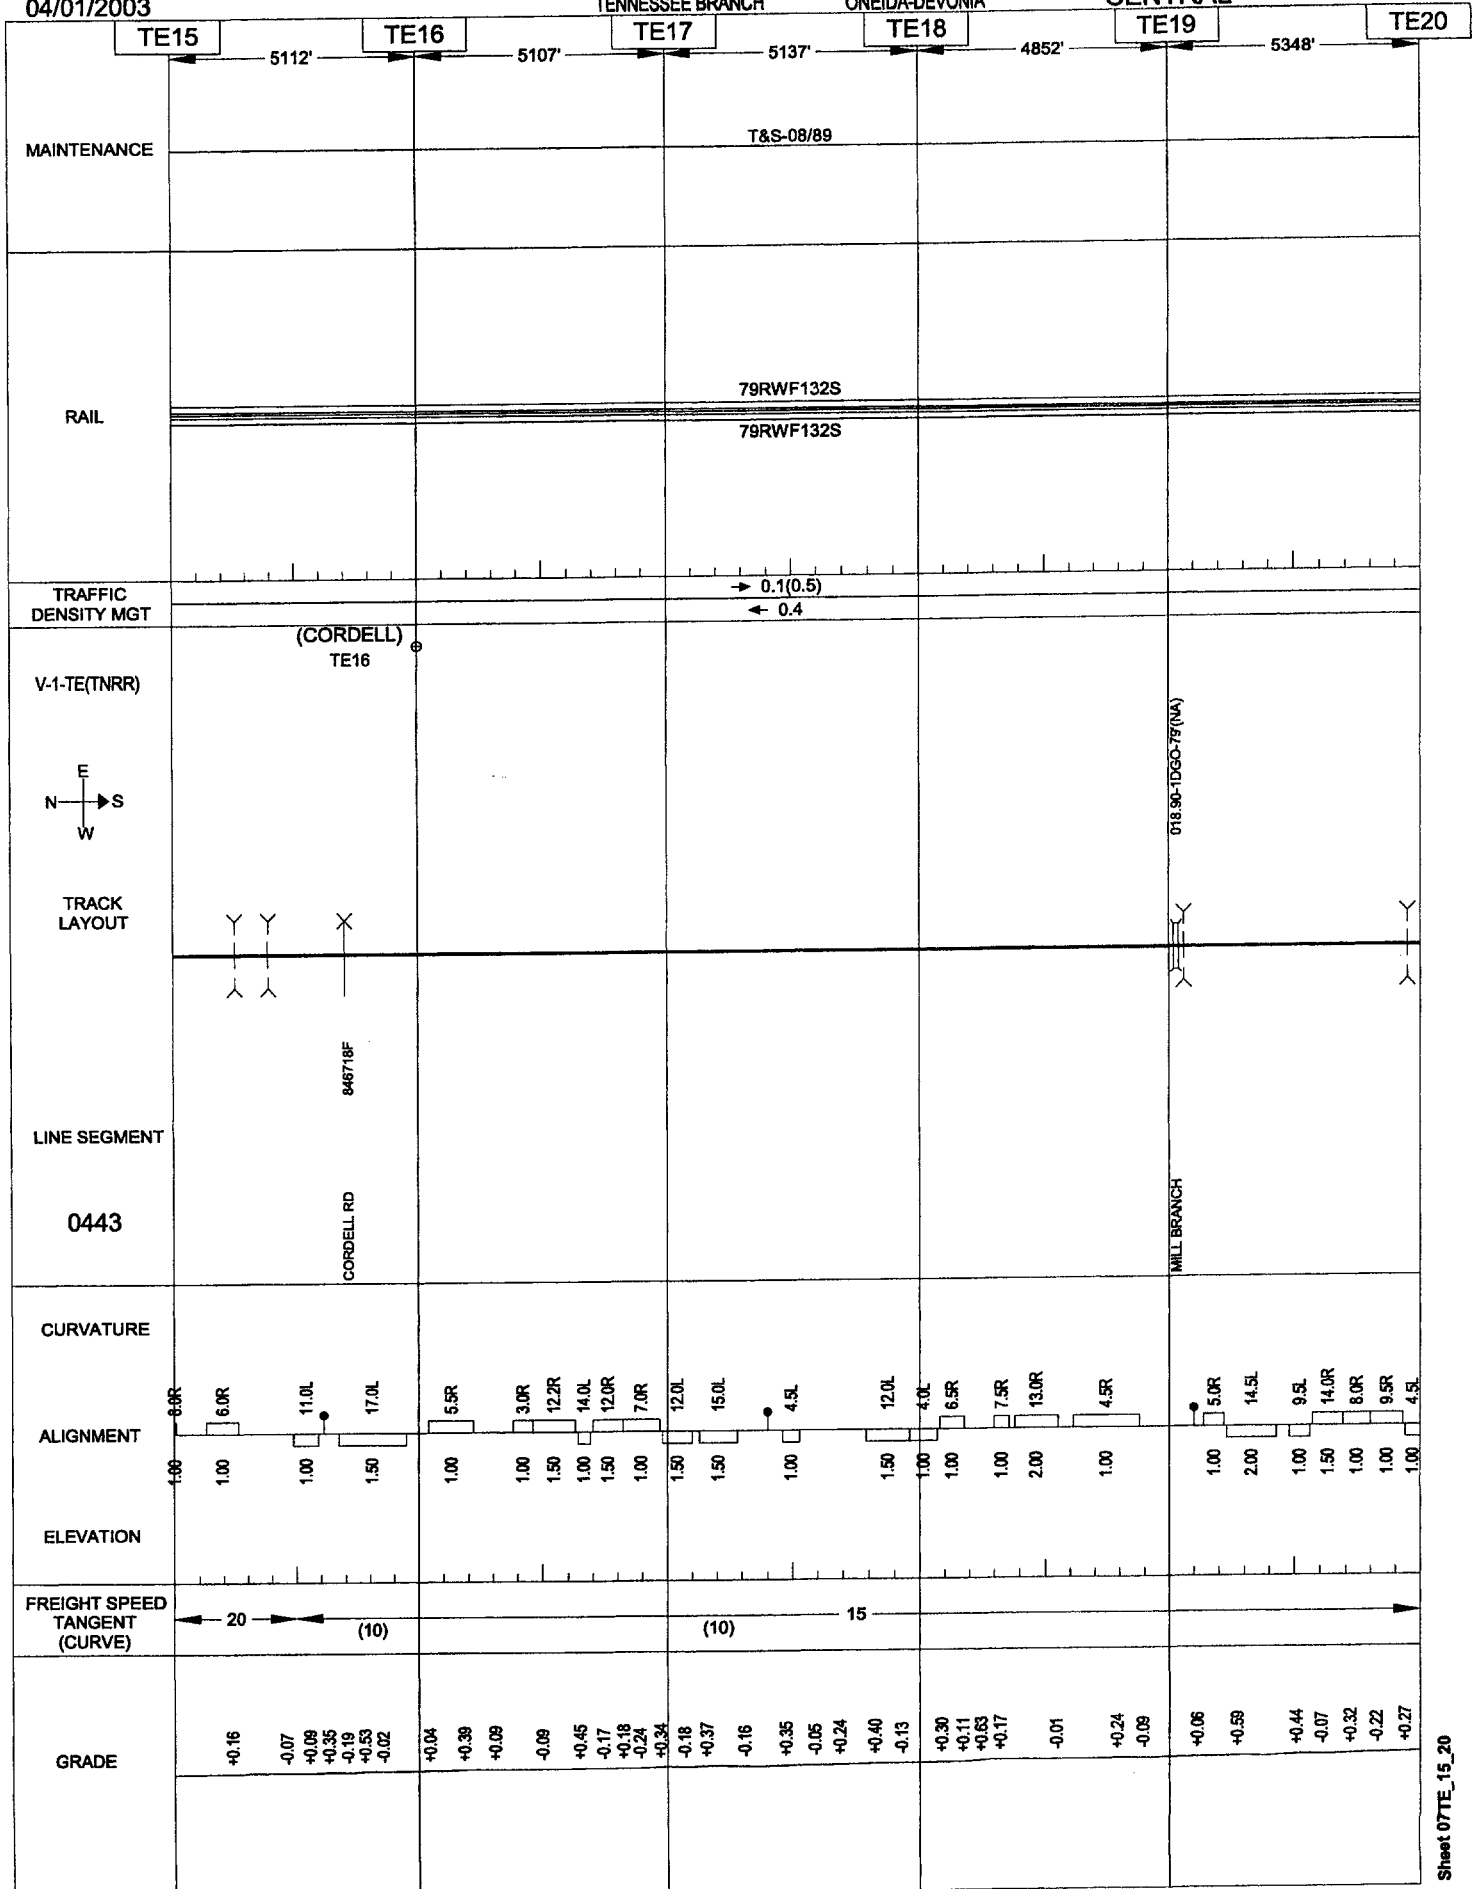 04/01/2003
TENNESSEE BRANCH
ONEIDA-DEVONIA
CENTRAL
TE15
TE16
TE17
TE18
TE19
TE20
5112'
5107'
5137'
4852'
5348'
MAINTENANCE
T&S-08/89
RAIL
79RWF132S
79RWF132S
TRAFFIC
DENSITY MGT
0.1(0.5)
0.4
(CORDELL)
TE16
V-1-TE(TNRR)
E
N S
W
018.90-1DGO-79'(NA)
TRACK
LAYOUT
846718F
LINE SEGMENT
0443
CORDELL RD
MILL BRANCH
CURVATURE
8.0R 6.0R 11.0L 17.0L 5.5R 3.0R 12.2R 14.0L 12.0R 7.0R 12.0L 15.0L 4.5L 12.0L 4.0L 6.5R 7.5R 13.0R 4.5R 5.0R 14.5L 9.5L 14.0R 8.0R 9.5R 4.5L
ALIGNMENT
1.00 1.00 1.00 1.50 1.00 1.00 1.50 1.00 1.50 1.00 1.50 1.50 1.00 1.50 1.00 1.00 1.00 2.00 1.00 1.00 2.00 1.00 1.50 1.00 1.00 1.00
ELEVATION
FREIGHT SPEED
TANGENT
(CURVE)
20
(10)
(10)
15
GRADE
+0.16 -0.07 +0.09 +0.35 -0.19 +0.53 -0.02 +0.04 +0.39 +0.09 -0.09 +0.45 -0.17 +0.18 -0.24 +0.34 -0.18 +0.37 -0.16 +0.35 -0.05 +0.24 +0.40 -0.13 +0.30 +0.11 +0.63 +0.17 -0.01 +0.24 -0.09 +0.06 +0.59 +0.44 -0.07 +0.32 -0.22 +0.27
Sheet 07TE_15_20